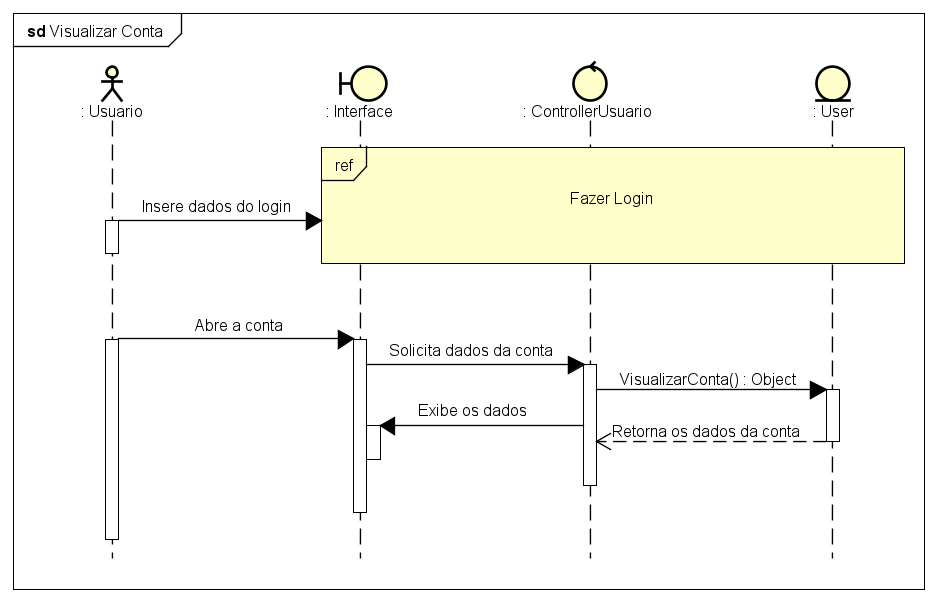 sd Visualizar Conta
: Usuario
: Interface
: ControllerUsuario
: User
ref
Fazer Login
Insere dados do login
Abre a conta
Solicita dados da conta
VisualizarConta() : Object
Exibe os dados
Retorna os dados da conta